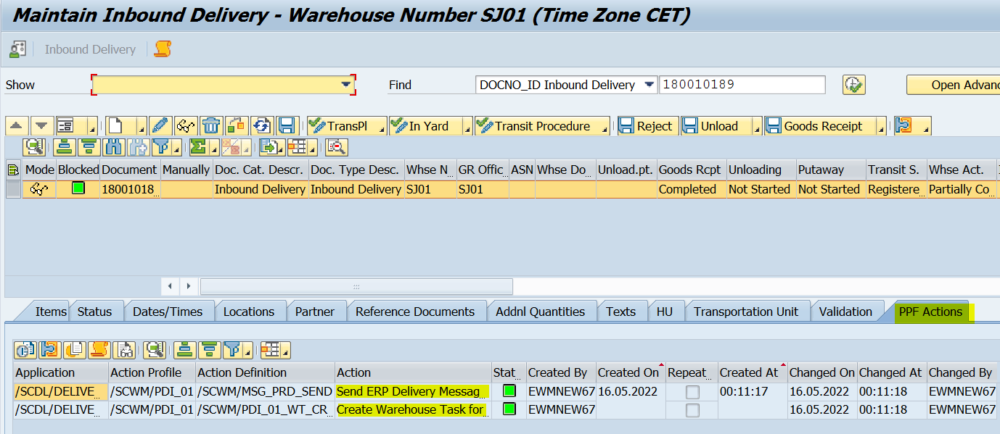 Maintain Inbound Delivery - Warehouse Number SJ01 (Time Zone CET)
Inbound Delivery
Show Find DOCNO_ID Inbound Delivery 180010189 Open Advanc
TransPl In Yard Transit Procedure Reject Unload Goods Receipt
Mode Blocked Document Manually Doc. Cat. Descr. Doc. Type Desc. Whse N... GR Offic... ASN Whse Do... Unload.pt. Goods Rcpt Unloading Putaway Transit S. Whse Act.
18001018... Inbound Delivery Inbound Delivery SJ01 SJ01 Completed Not Started Not Started Registere... Partially Co...
Items Status Dates/Times Locations Partner Reference Documents Addnl Quantities Texts HU Transportation Unit Validation PPF Actions
Application Action Profile Action Definition Action Stat... Created By Created On Repeat... Created At Changed On Changed At Changed By
/SCDL/DELIVE... /SCWM/PDI_01 /SCWM/MSG_PRD_SEND Send ERP Delivery Messag... EWMNEW67 16.05.2022 00:11:17 16.05.2022 00:11:18 EWMNEW67
/SCDL/DELIVE... /SCWM/PDI_01 /SCWM/PDI_01_WT_CR... Create Warehouse Task for... EWMNEW67 16.05.2022 00:11:18 EWMNEW67